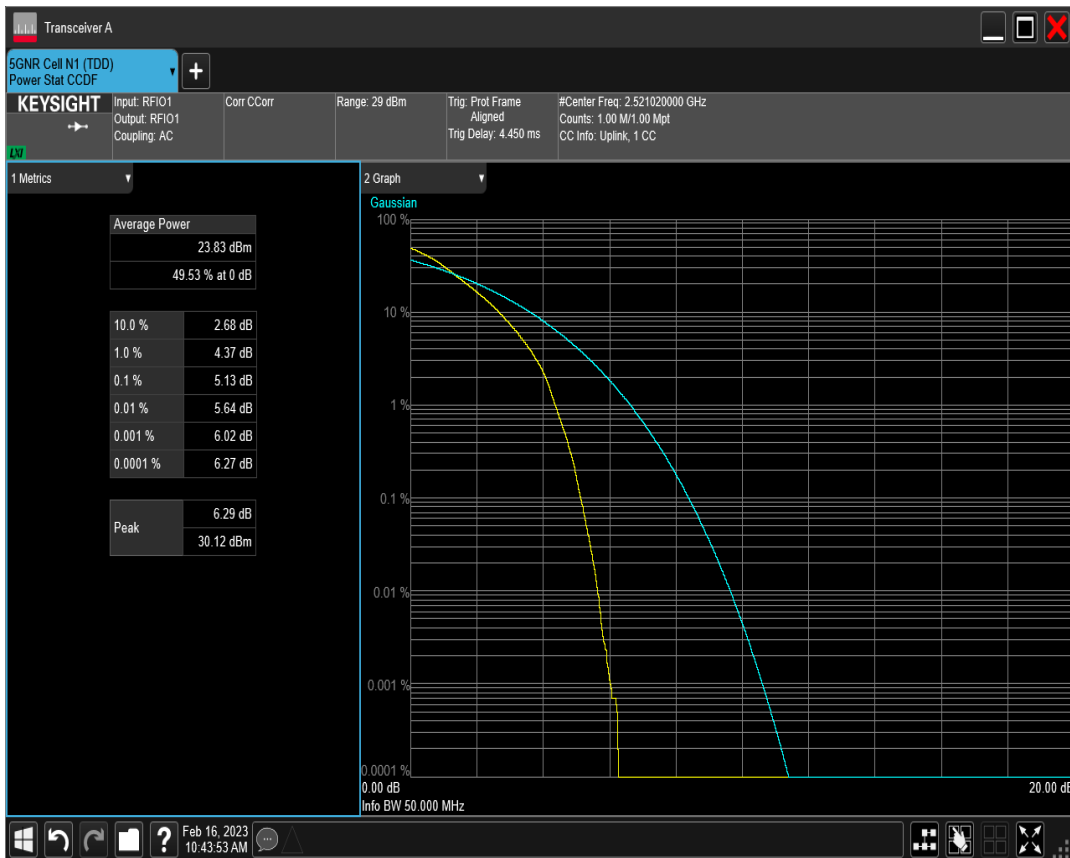 Transceiver A
5GNR Cell N1 (TDD)
Power Stat CCDF
KEYSIGHT
LXI
Input: RFIO1
Output: RFIO1
Coupling: AC
Corr CCorr
Range: 29 dBm
Trig: Prot Frame
Aligned
Trig Delay: 4.450 ms
#Center Freq: 2.521020000 GHz
Counts: 1.00 M/1.00 Mpt
CC Info: Uplink, 1 CC
1 Metrics
Average Power
23.83 dBm
49.53 % at 0 dB
10.0 % 2.68 dB
1.0 % 4.37 dB
0.1 % 5.13 dB
0.01 % 5.64 dB
0.001 % 6.02 dB
0.0001 % 6.27 dB
Peak 6.29 dB
30.12 dBm
2 Graph
Gaussian
100 %
10 %
1 %
0.1 %
0.01 %
0.001 %
0.0001 %
0.00 dB 20.00 dB
Info BW 50.000 MHz
? Feb 16, 2023
10:43:53 AM